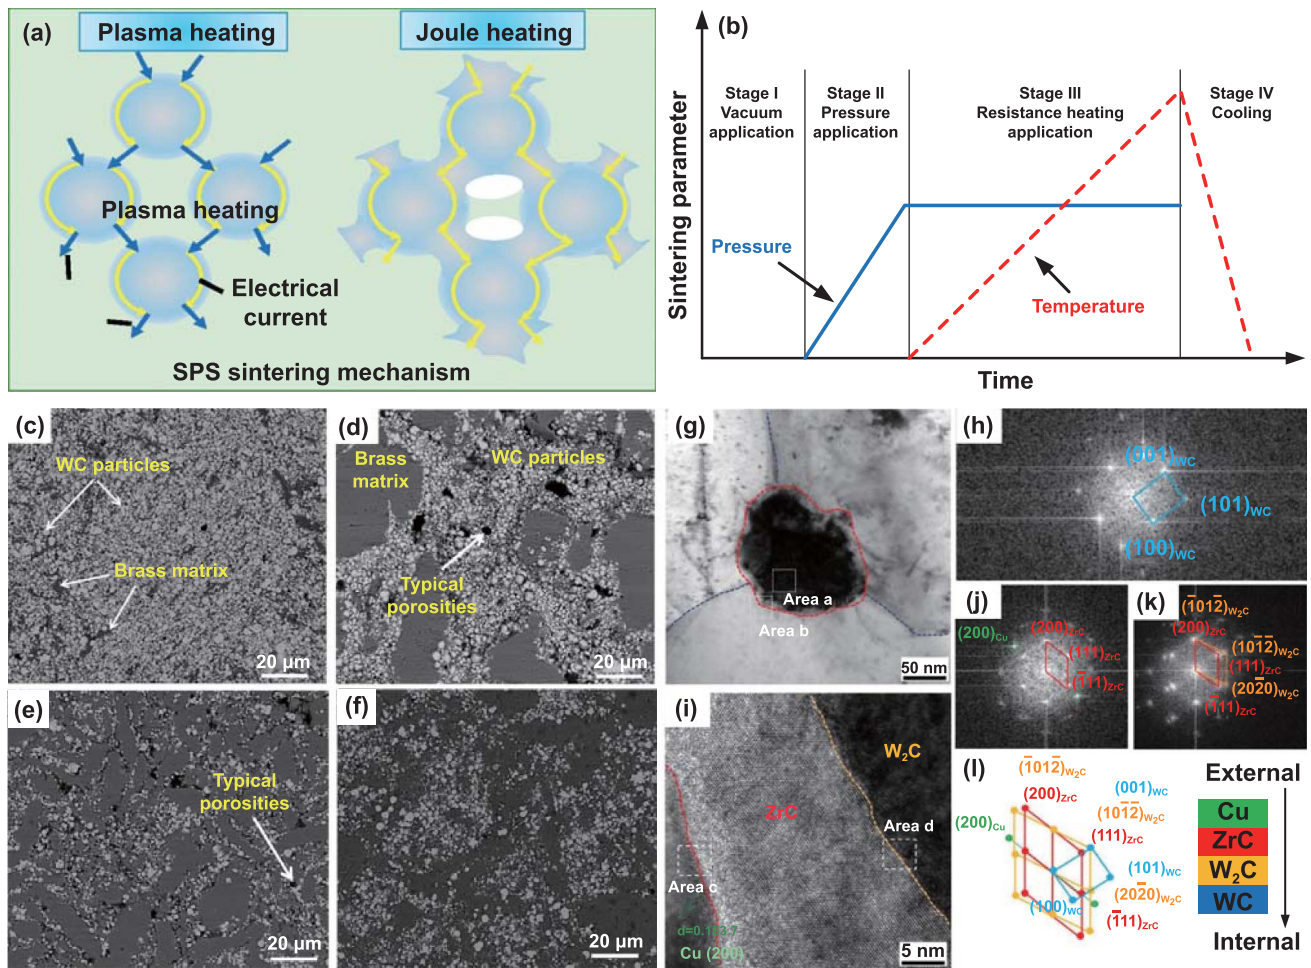 (a)
Plasma heating
Joule heating
Plasma heating
Electrical
current
SPS sintering mechanism
(b)
Sintering parameter
Stage I
Vacuum
application
Stage II
Pressure
application
Stage III
Resistance heating
application
Stage IV
Cooling
Pressure
Temperature
Time
(c)
WC particles
Brass matrix
20 µm
(d)
Brass
matrix
WC particles
Typical
porosities
20 µm
(e)
Typical
porosities
20 µm
(f)
20 µm
(g)
Area a
Area b
50 nm
(h)
(001)WC
(101)WC
(100)WC
(i)
W₂C
ZrC
Area d
Area c
Cu (200)
5 nm
(j)
(200)Cu
(200)ZrC
(111)ZrC
(1̄11)ZrC
(k)
(1̄012̄)W₂C
(200)ZrC
(101̄2̄)W₂C
(111)ZrC
(202̄0)W₂C
(1̄11)ZrC
(l)
(1̄012̄)W₂C
(200)ZrC
(001)WC
(101̄2̄)W₂C
(200)Cu
(111)ZrC
(101)WC
(202̄0)W₂C
(100)WC
(1̄11)ZrC
External
Cu
ZrC
W₂C
WC
Internal